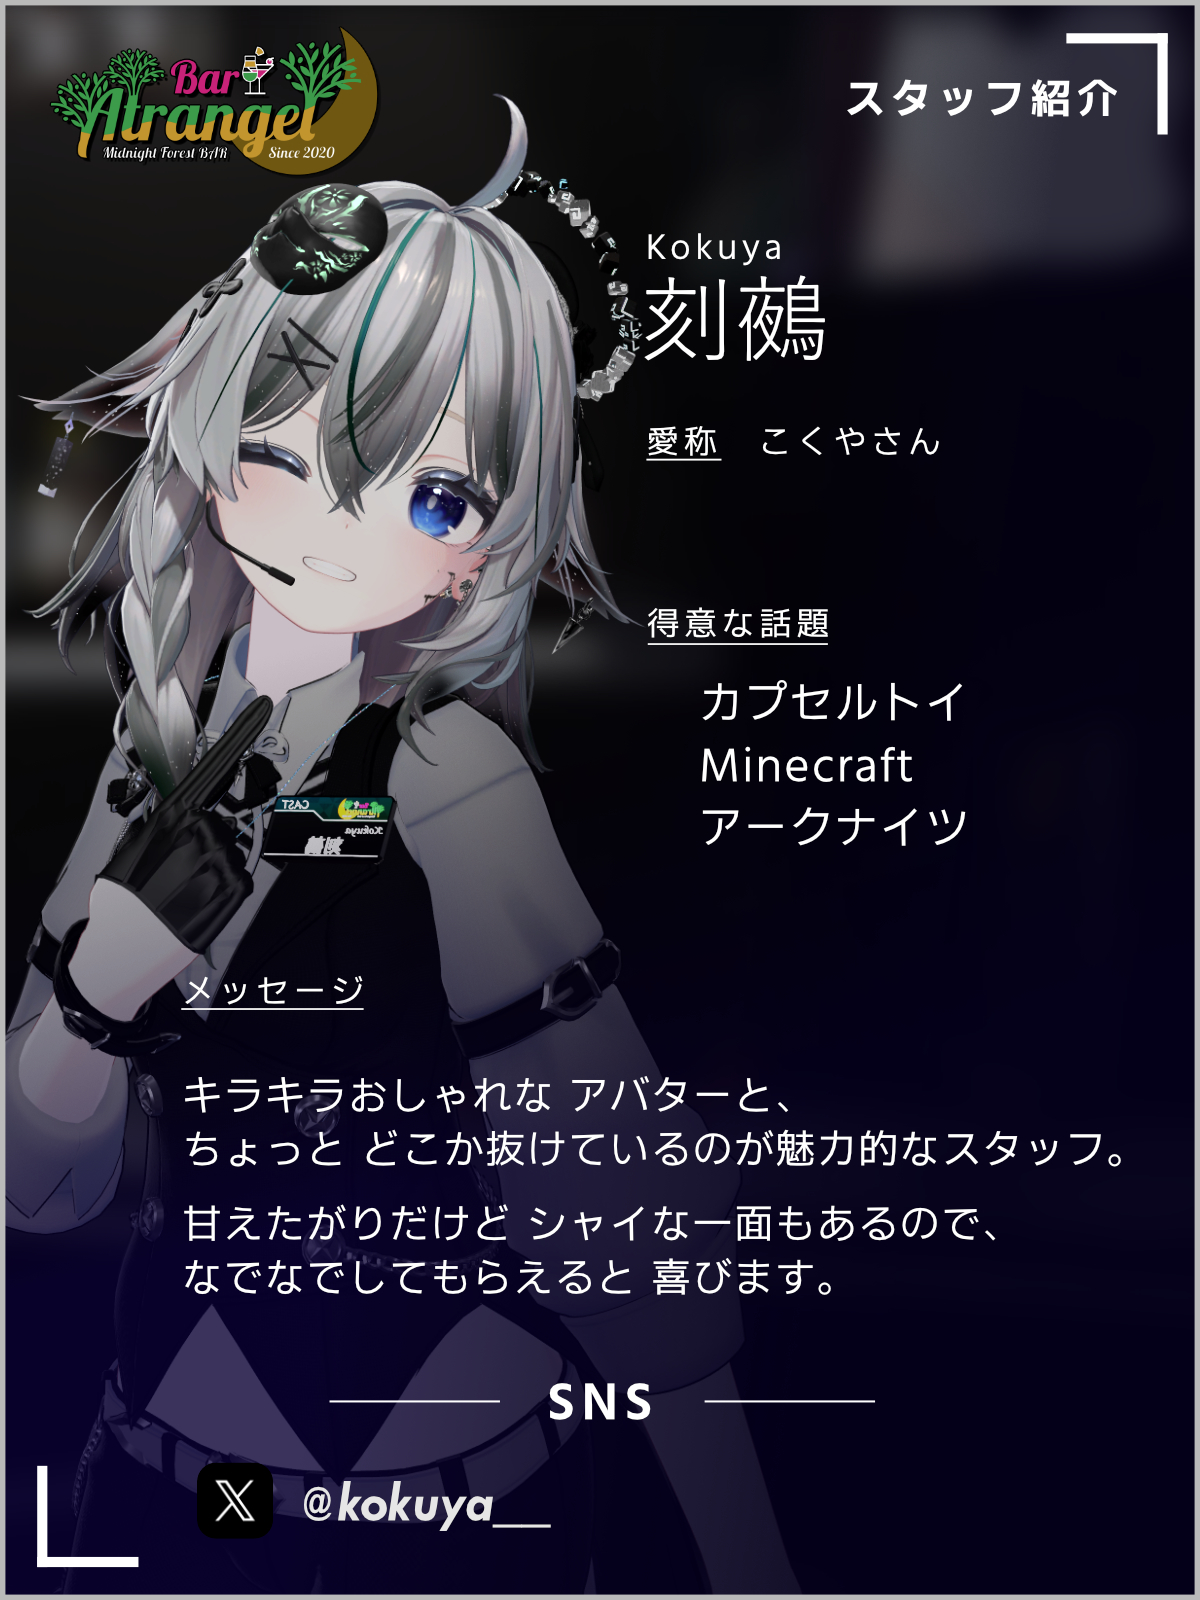 Bar
Atrangel
Midnight Forest BAR Since 2020
スタッフ紹介
Kokuya
刻鵺
愛称 こくやさん
得意な話題
カプセルトイ
Minecraft
アークナイツ
CAST
Kokuya
刻鵺
メッセージ
キラキラおしゃれな アバターと、
ちょっと どこか抜けているのが魅力的なスタッフ。
甘えたがりだけど シャイな一面もあるので、
なでなでしてもらえると 喜びます。
SNS
@kokuya__